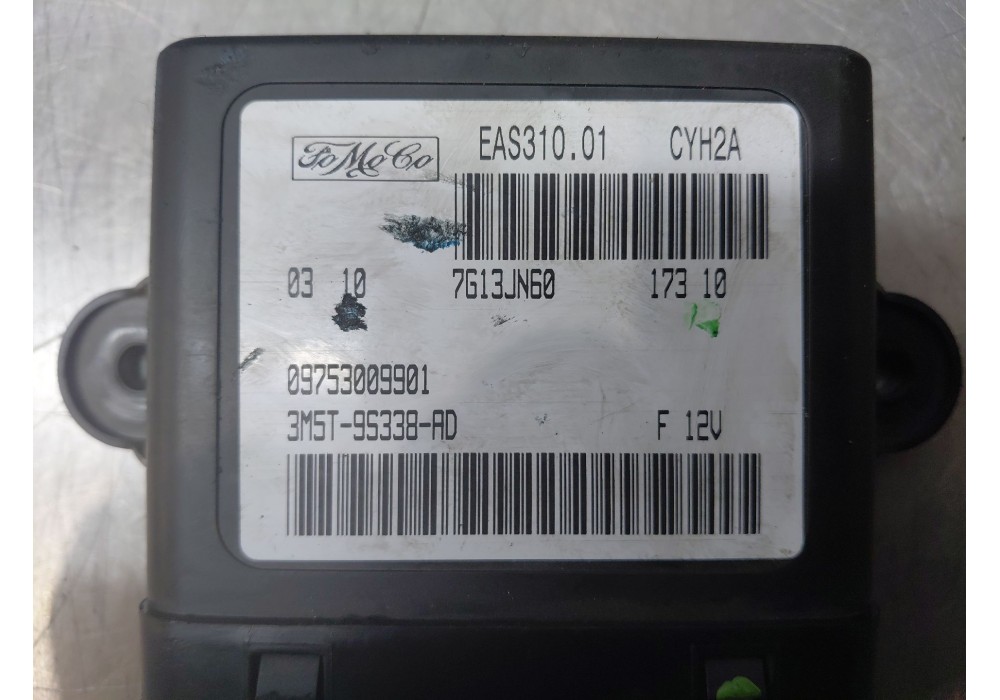 FoMoCo EAS310.01 CYH2A
03 10 7G13JN60 173 10
09753009901
3M5T-9S338-AD F 12V